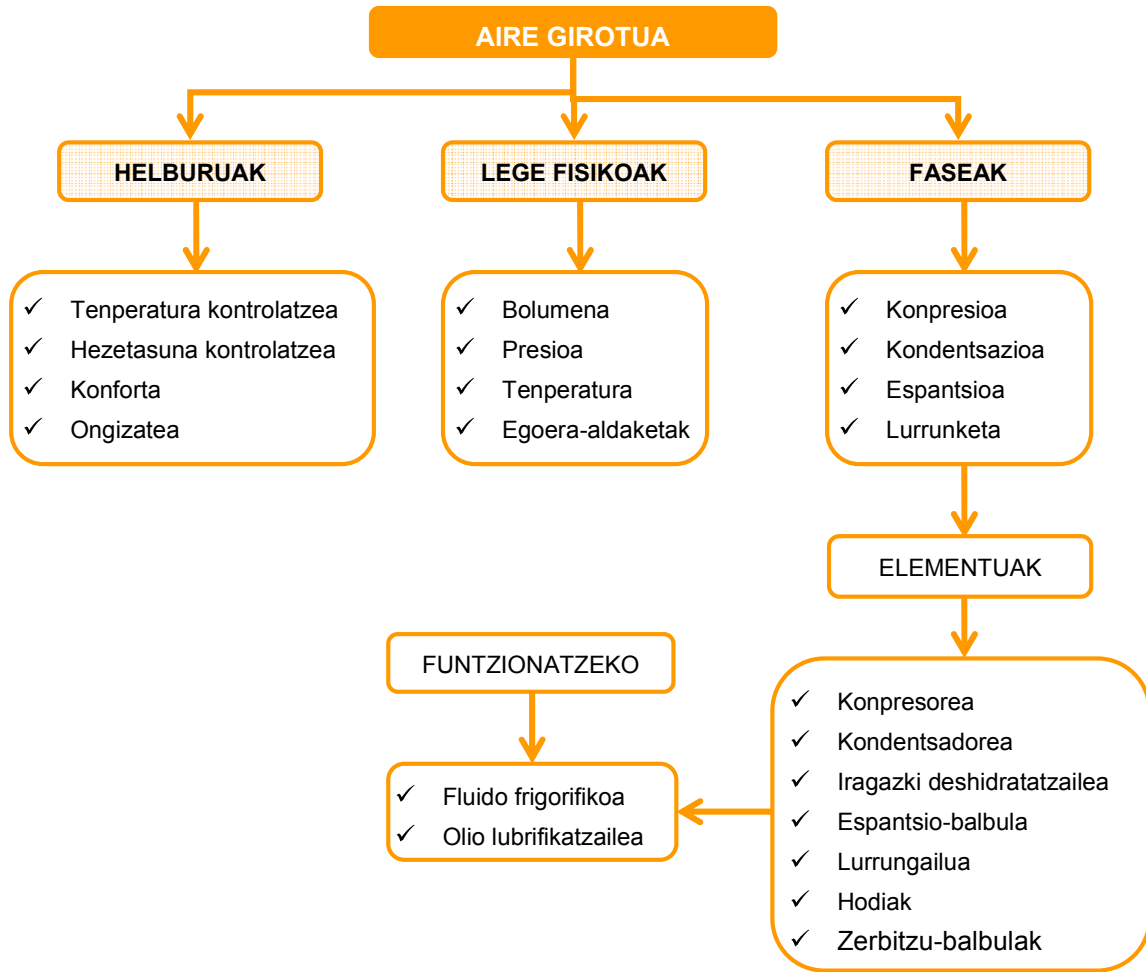 AIRE GIROTUA
HELBURUAK
✓ Tenperatura kontrolatzea
✓ Hezetasuna kontrolatzea
✓ Konforta
✓ Ongizatea
LEGE FISIKOAK
✓ Bolumena
✓ Presioa
✓ Tenperatura
✓ Egoera-aldaketak
FASEAK
✓ Konpresioa
✓ Kondentsazioa
✓ Espantsioa
✓ Lurrunketa
ELEMENTUAK
✓ Konpresorea
✓ Kondentsadorea
✓ Iragazki deshidratatzailea
✓ Espantsio-balbula
✓ Lurrungailua
✓ Hodiak
✓ Zerbitzu-balbulak
FUNTZIONATZEKO
✓ Fluido frigorifikoa
✓ Olio lubrifikatzailea